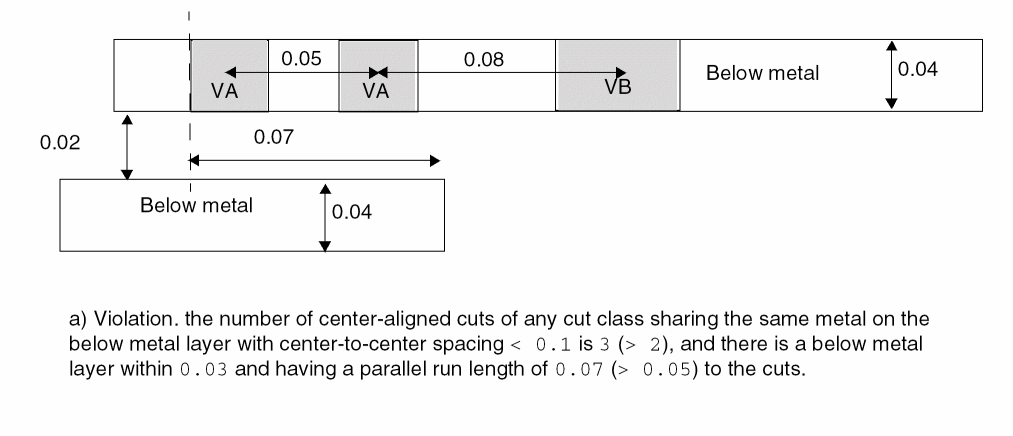 0.05
0.08
VA
VA
VB
Below metal
0.04
0.02
0.07
Below metal
0.04
a) Violation. the number of center-aligned cuts of any cut class sharing the same metal on the
below metal layer with center-to-center spacing < 0.1 is 3 (> 2), and there is a below metal
layer within 0.03 and having a parallel run length of 0.07 (> 0.05) to the cuts.